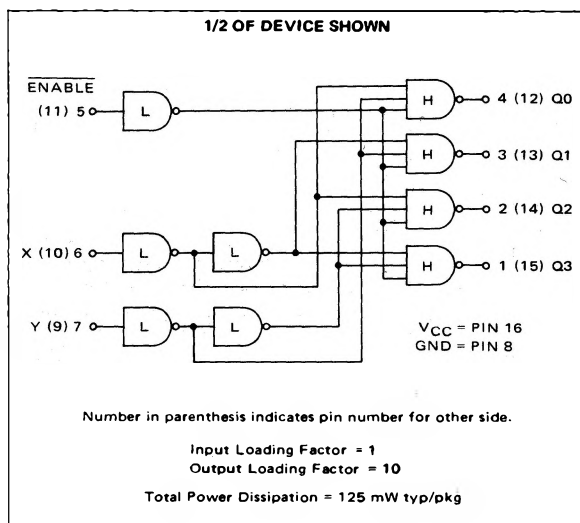 1/2 OF DEVICE SHOWN
ENABLE
(11) 5
L
H
4 (12) Q0
H
3 (13) Q1
H
2 (14) Q2
X (10) 6
L
L
H
1 (15) Q3
Y (9) 7
L
L
VCC = PIN 16
GND = PIN 8
Number in parenthesis indicates pin number for other side.
Input Loading Factor = 1
Output Loading Factor = 10
Total Power Dissipation = 125 mW typ/pkg